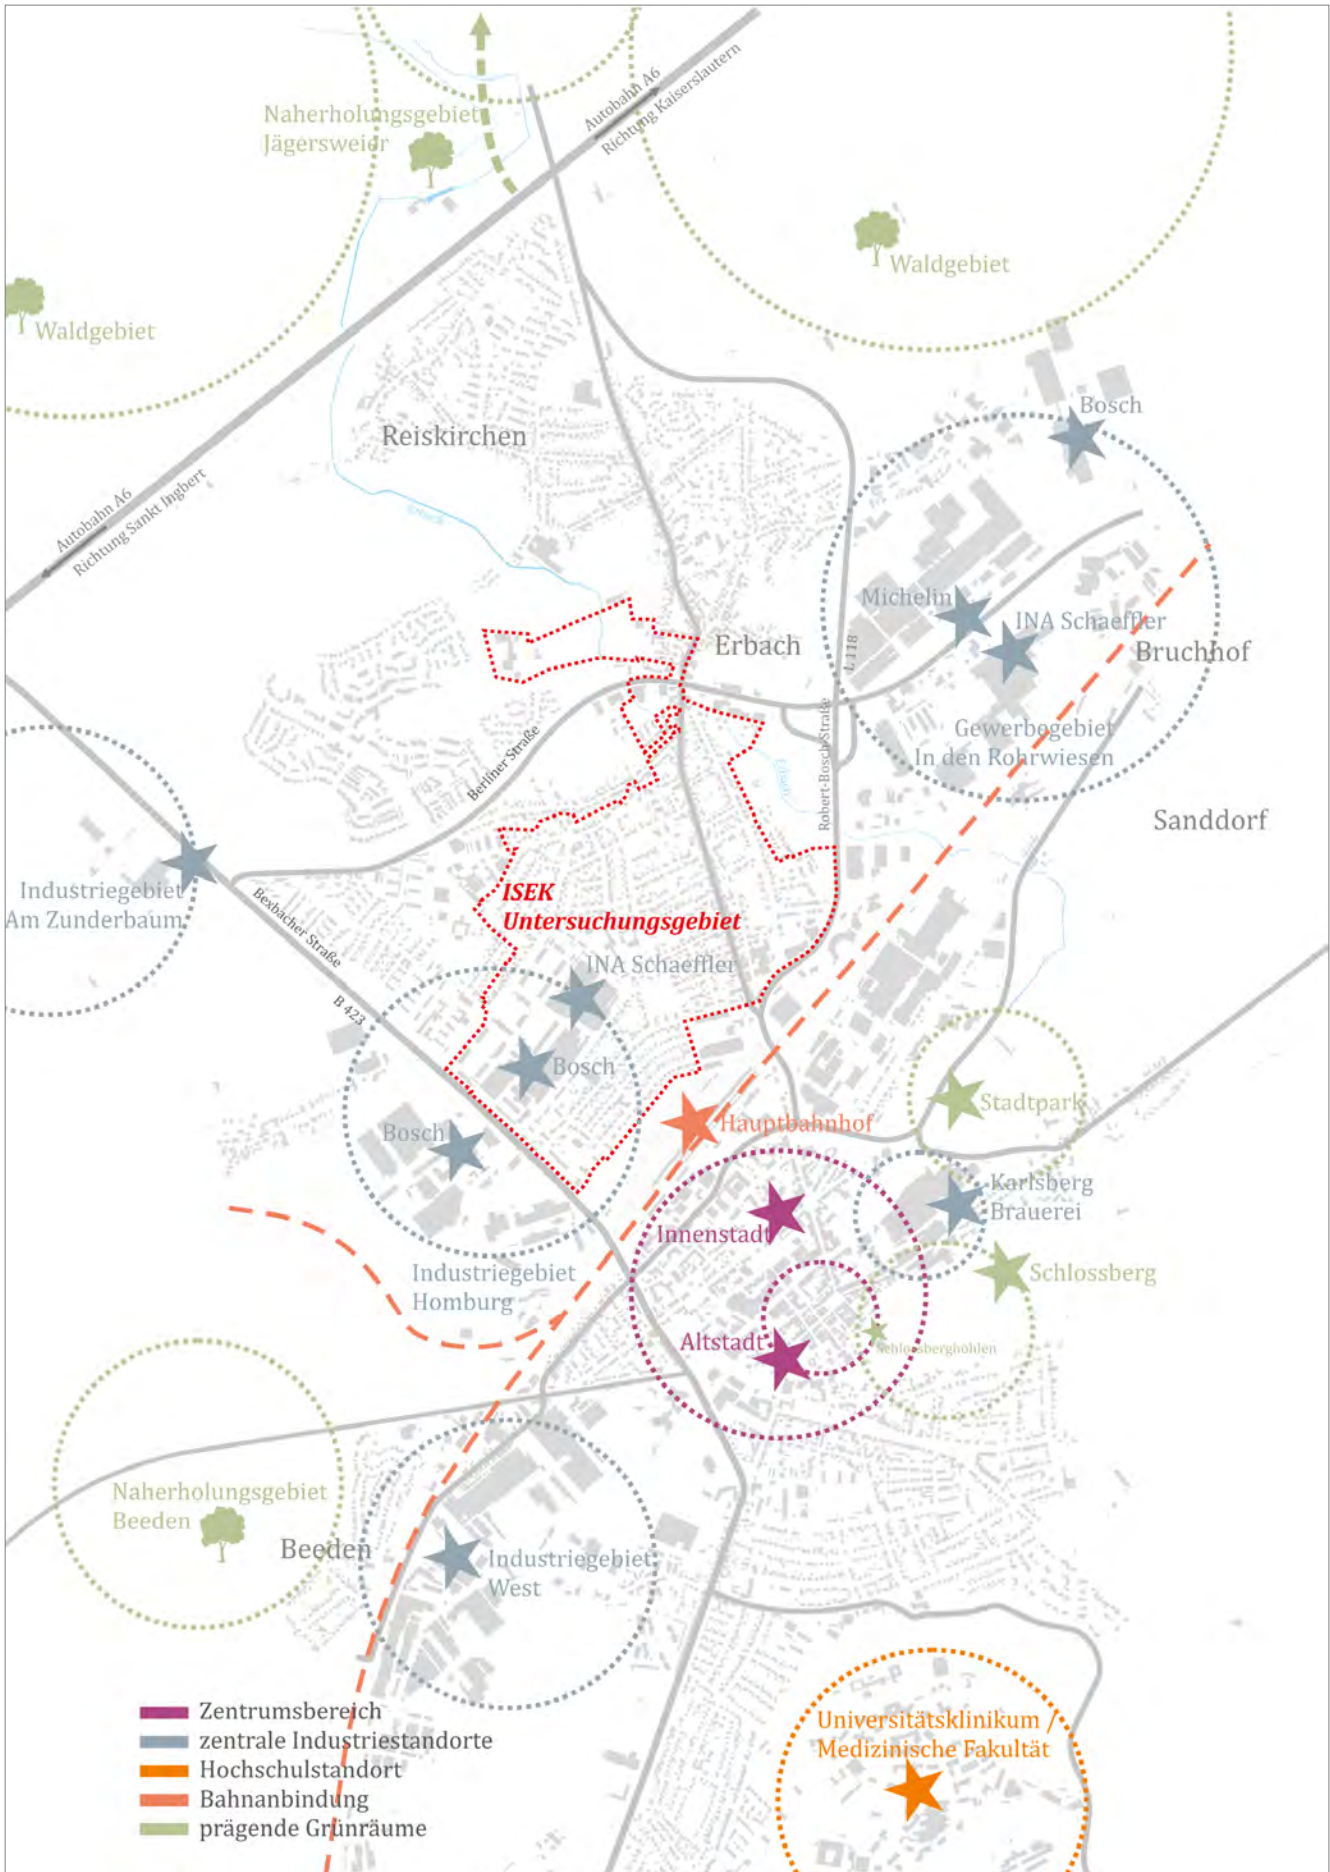 Autobahn A6
Richtung Kaiserslautern
Naherholungsgebiet
Jägersweier
Waldgebiet
Waldgebiet
Bosch
Reiskirchen
Autobahn A6
Richtung Sankt Ingbert
Erbach
Michelin
INA Schaeffler
Erbach
L 118
Bruchhof
Gewerbegebiet
In den Rohrwiesen
Berliner Straße
Robert-Bosch-Straße
Erbach
Sanddorf
Industriegebiet
Am Zunderbaum
Bexbacher Straße
B 423
ISEK
Untersuchungsgebiet
INA Schaeffler
Bosch
Bosch
Hauptbahnhof
Stadtpark
Karlsberg
Brauerei
Innenstadt
Industriegebiet
Homburg
Schlossberg
Altstadt
Schlossberghöhlen
Naherholungsgebiet
Beeden
Beeden
Industriegebiet
West
Universitätsklinikum /
Medizinische Fakultät
Zentrumsbereich
zentrale Industriestandorte
Hochschulstandort
Bahnanbindung
prägende Grünräume